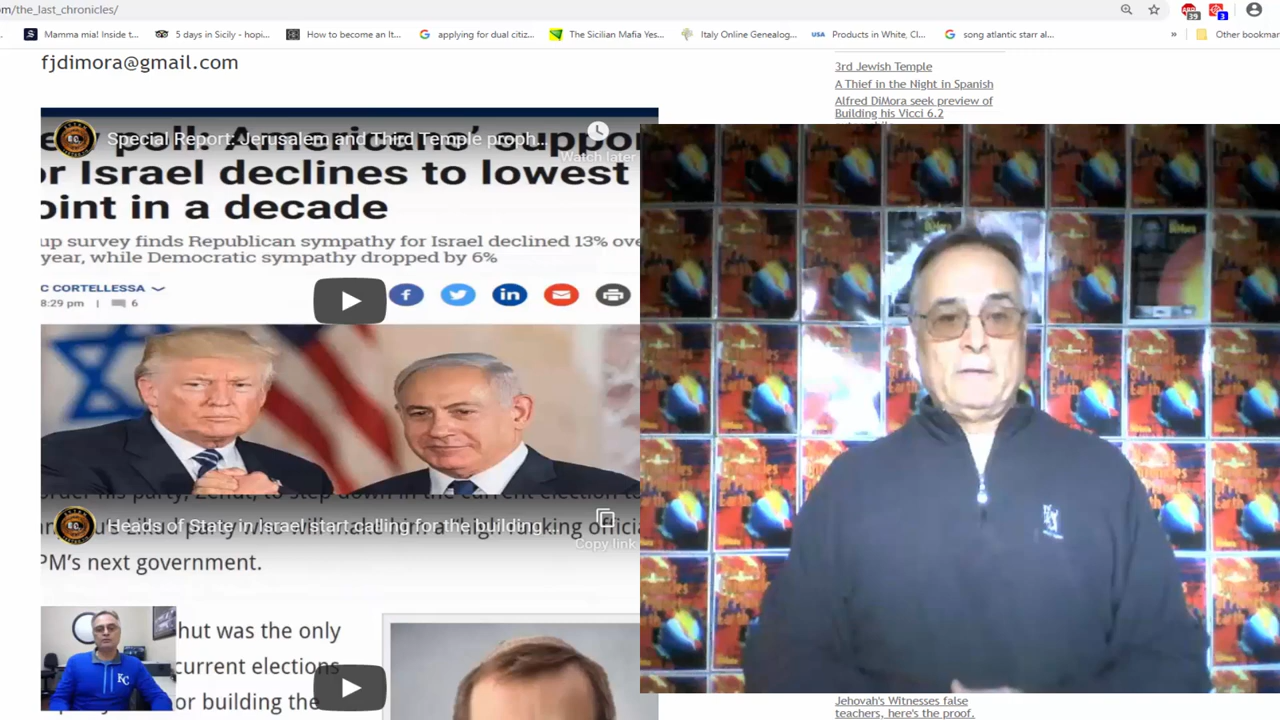 om/the_last_chronicles/
39
3
Mamma mia! Inside t...
5 days in Sicily - hopi...
How to become an It...
applying for dual citiz...
The Sicilian Mafia Yes...
Italy Online Genealog...
USA Products in White, Cl...
song atlantic starr al...
»
Other bookmar
fjdimora@gmail.com
Special Report: Jerusalem and Third Temple proph...
Watch later
or Israel declines to lowest
oint in a decade
up survey finds Republican sympathy for Israel declined 13% ove
year, while Democratic sympathy dropped by 6%
C CORTELLESSA
8:29 pm | 6
Heads of State in Israel start calling for the building...
Copy link
PM's next government.
hut was the only
current elections
or building the
KC
3rd Jewish Temple
A Thief in the Night in Spanish
Alfred DiMora seek preview of
Building his Vicci 6.2
Jehovah's Witnesses false
teachers, here's the proof.